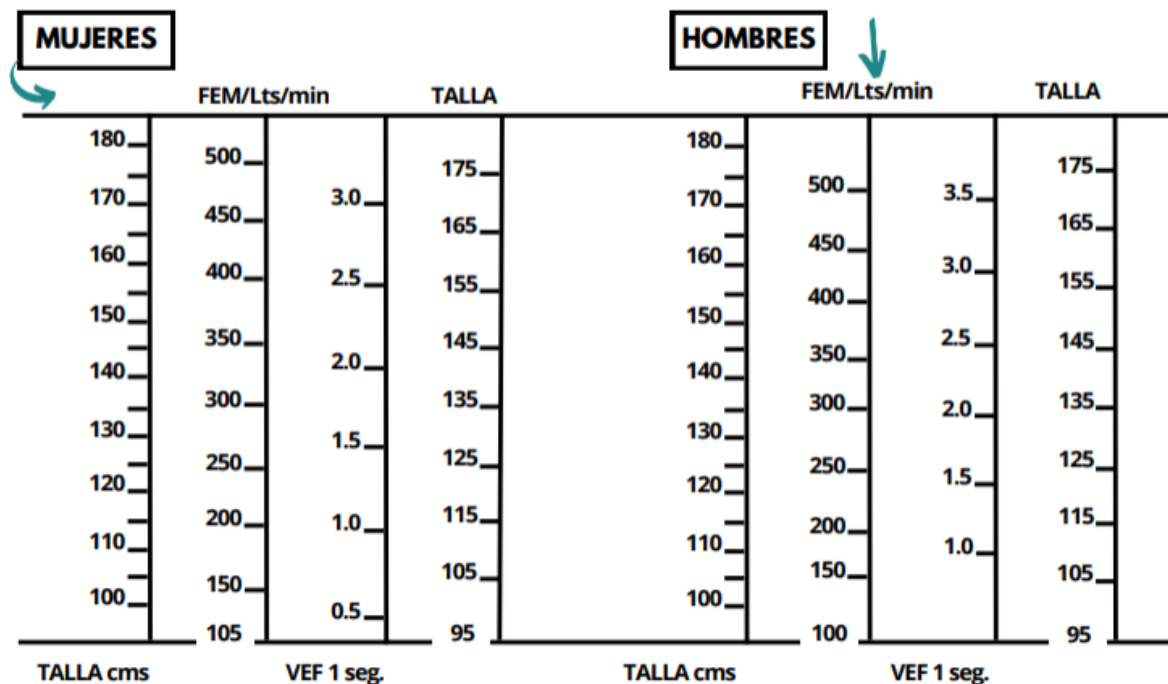 MUJERES
HOMBRES
FEM/Lts/min TALLA FEM/Lts/min TALLA
180 500 175 180 500 175
170 450 3.0 165 170 450 3.5 165
160 400 2.5 155 160 400 3.0 155
150 350 2.0 145 150 350 2.5 145
140 300 135 140 300 2.0 135
130 250 1.5 125 130 250 1.5 125
120 200 1.0 115 120 200 1.0 115
110 150 105 110 150 105
100 0.5 100
105 95 100 95
TALLA cms VEF 1 seg. TALLA cms VEF 1 seg.